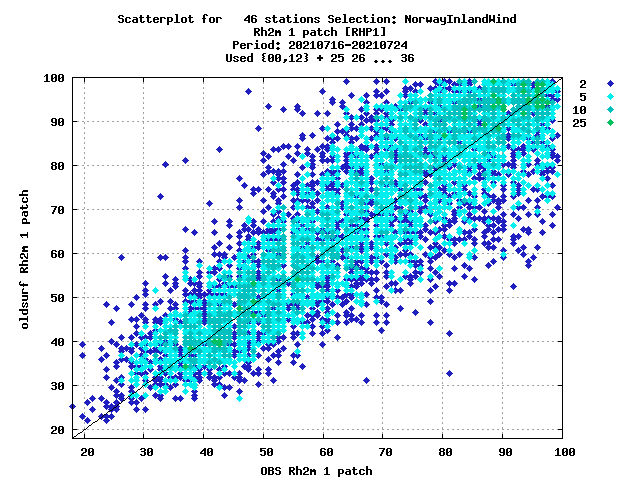 Scatterplot for   46 stations Selection: NorwayInlandWind
Rh2m 1 patch [RHP1]
Period: 20210716-20210724
Used {00,12} + 25 26 ... 36
100
90
80
70
60
50
40
30
20
oldsurf Rh2m 1 patch
20 30 40 50 60 70 80 90 100
OBS Rh2m 1 patch
2
5
10
25